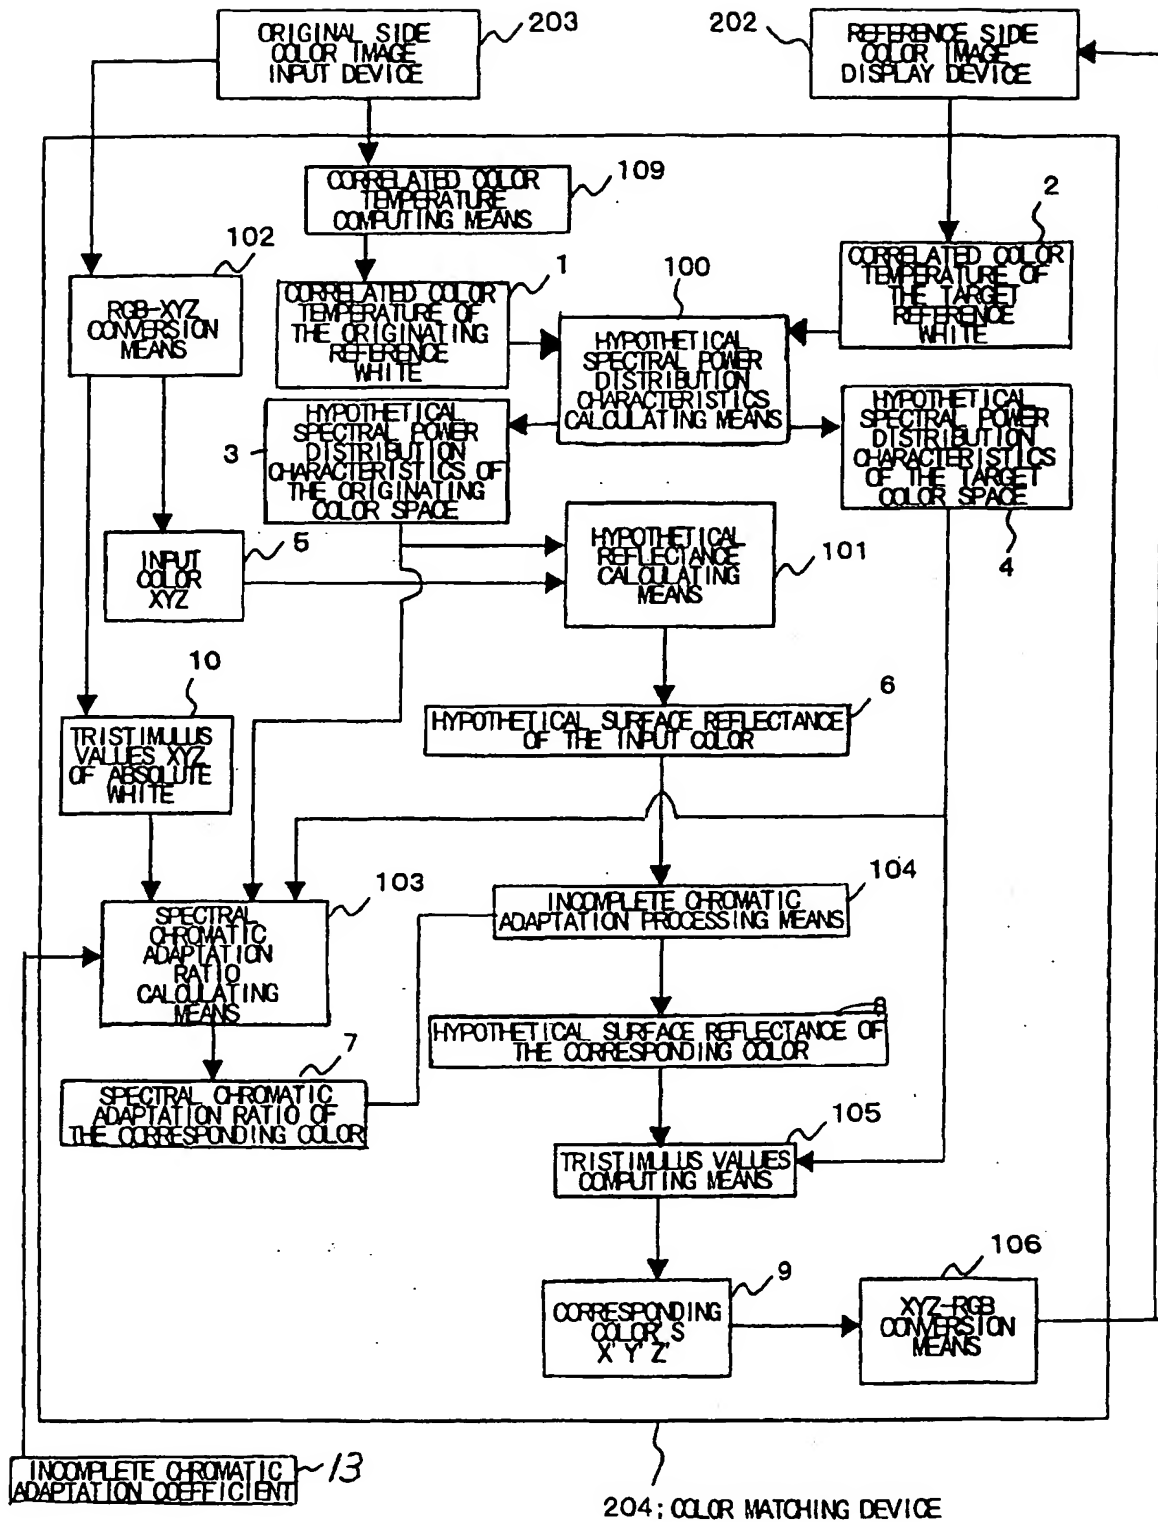 ORIGINAL SIDE
COLOR IMAGE
INPUT DEVICE
203
202
REFERENCE SIDE
COLOR IMAGE
DISPLAY DEVICE
CORRELATED COLOR
TEMPERATURE
COMPUTING MEANS
109
2
102
RGB-XYZ
CONVERSION
MEANS
1
CORRELATED COLOR
TEMPERATURE OF
THE ORIGINATING
REFERENCE
WHITE
100
HYPOTHETICAL
SPECTRAL POWER
DISTRIBUTION
CHARACTERISTICS
CALCULATING MEANS
CORRELATED COLOR
TEMPERATURE OF
THE TARGET
REFERENCE
WHITE
3
HYPOTHETICAL
SPECTRAL POWER
DISTRIBUTION
CHARACTERISTICS OF
THE ORIGINATING
COLOR SPACE
HYPOTHETICAL
SPECTRAL POWER
DISTRIBUTION
CHARACTERISTICS
OF THE TARGET
COLOR SPACE
4
5
INPUT
COLOR
XYZ
HYPOTHETICAL
REFLECTANCE
CALCULATING
MEANS
101
10
TRISTIMULUS
VALUES XYZ
OF ABSOLUTE
WHITE
6
HYPOTHETICAL SURFACE REFLECTANCE
OF THE INPUT COLOR
103
SPECTRAL
CHROMATIC
ADAPTATION
RATIO
CALCULATING
MEANS
104
INCOMPLETE CHROMATIC
ADAPTATION PROCESSING MEANS
8
HYPOTHETICAL SURFACE REFLECTANCE OF
THE CORRESPONDING COLOR
7
SPECTRAL CHROMATIC
ADAPTATION RATIO OF
THE CORRESPONDING COLOR
105
TRISTIMULUS VALUES
COMPUTING MEANS
9
CORRESPONDING
COLOR'S
X' Y' Z'
106
XYZ-RGB
CONVERSION
MEANS
INCOMPLETE CHROMATIC
ADAPTATION COEFFICIENT
13
204; COLOR MATCHING DEVICE